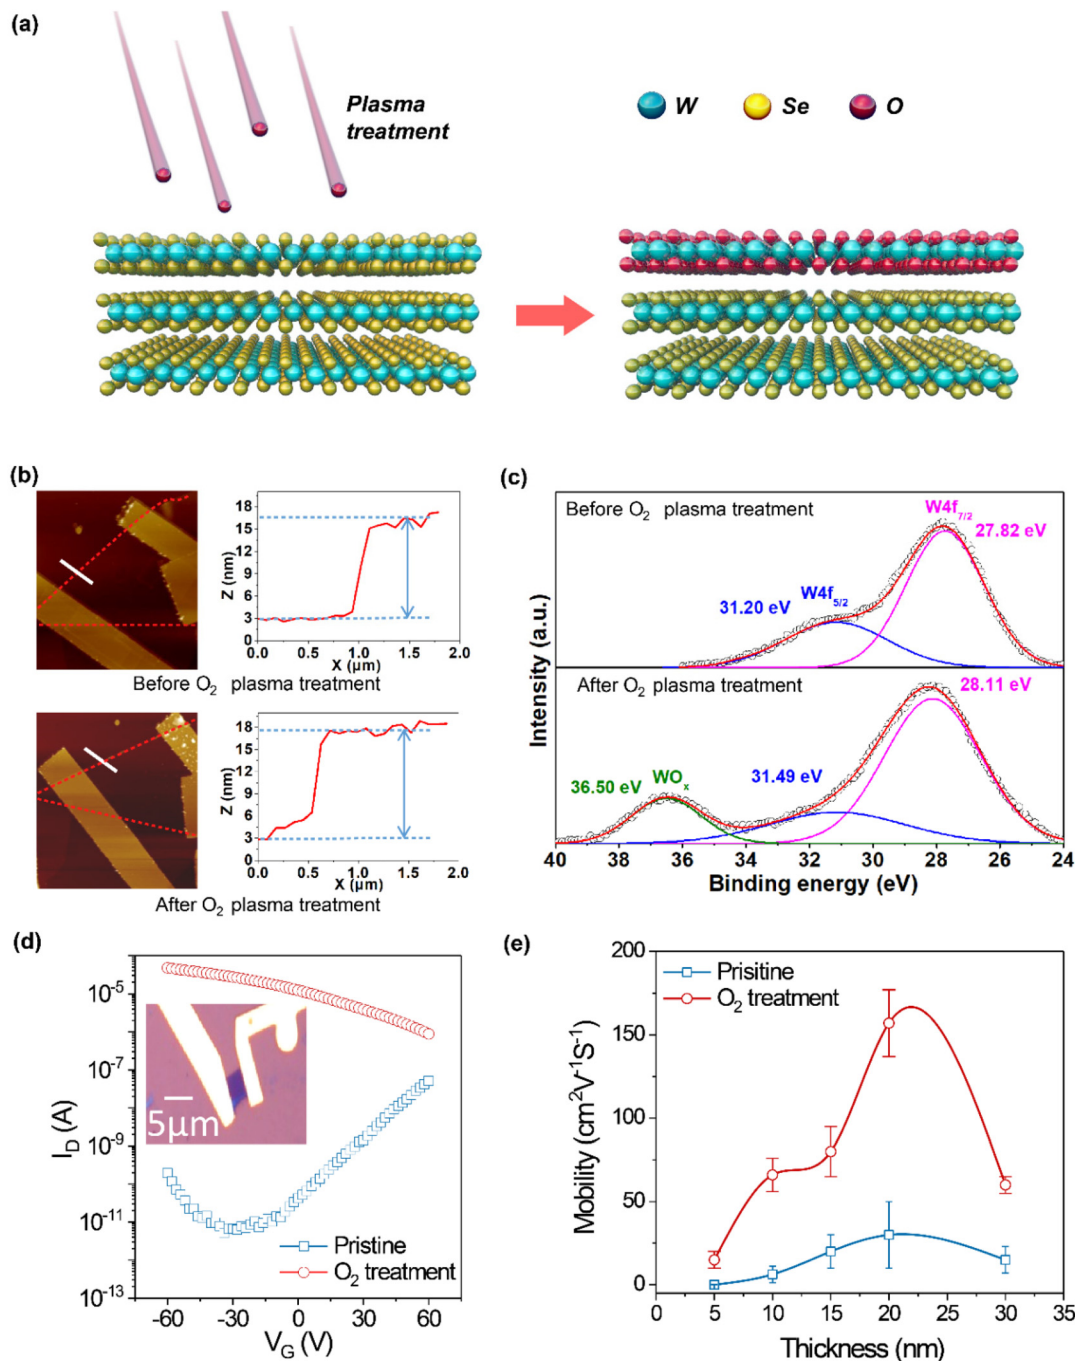 (a)
Plasma
treatment
W Se O
(b)
18
15
12
9
6
3
0
Z (nm)
0.0 0.5 1.0 1.5 2.0
X (µm)
Before O2 plasma treatment
18
15
12
9
6
3
0
Z (nm)
0.0 0.5 1.0 1.5 2.0
X (µm)
After O2 plasma treatment
(c)
Before O2 plasma treatment
W4f7/2
27.82 eV
W4f5/2
31.20 eV
After O2 plasma treatment
28.11 eV
31.49 eV
WOx
36.50 eV
Intensity (a.u.)
40 38 36 34 32 30 28 26 24
Binding energy (eV)
(d)
10-5
10-7
10-9
10-11
10-13
ID (A)
5µm
Pristine
O2 treatment
-60 -30 0 30 60
VG (V)
(e)
200
150
100
50
0
Mobility (cm2V-1S-1)
Prisitine
O2 treatment
0 5 10 15 20 25 30 35
Thickness (nm)